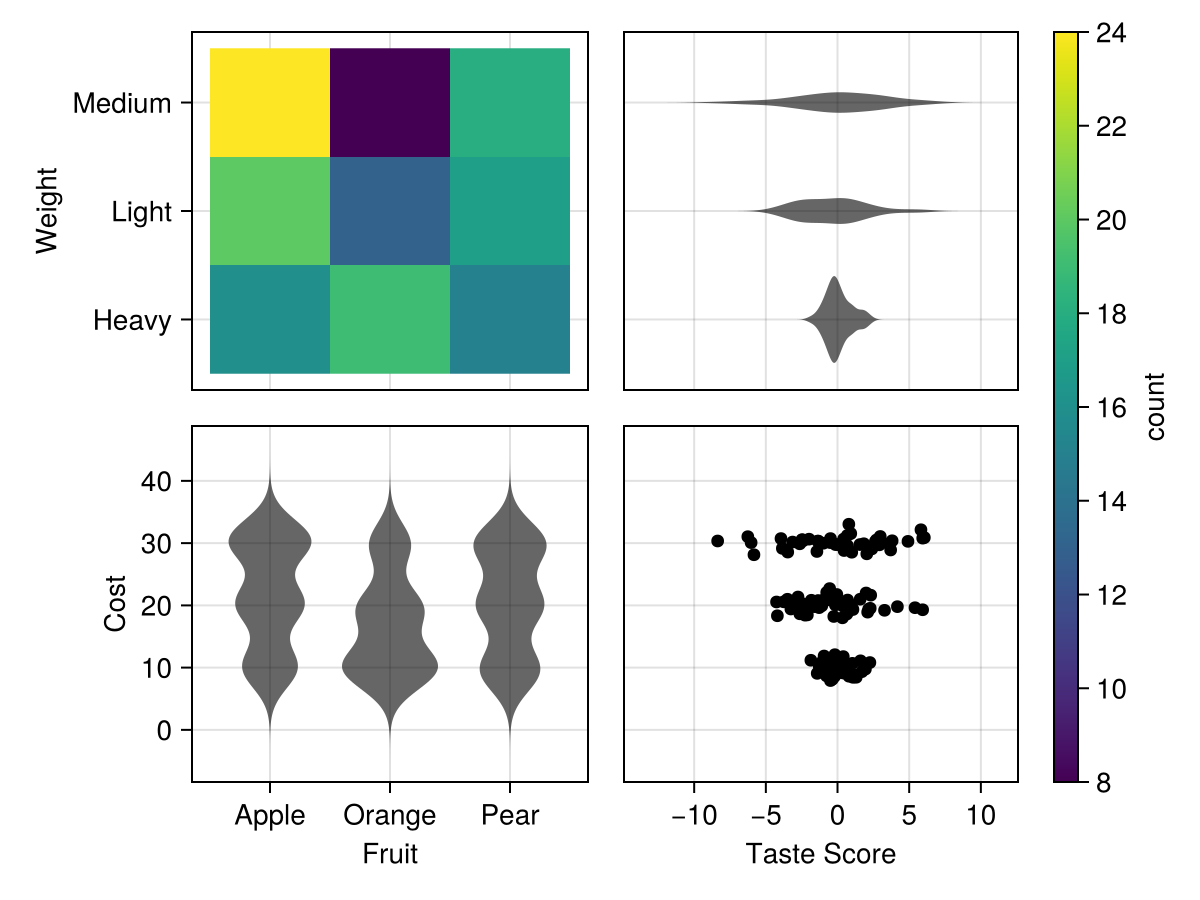 Weight
Medium
Light
Heavy
24
22
20
18
16
14
12
10
8
count
Cost
40
30
20
10
0
Apple Orange Pear
Fruit
−10 −5 0 5 10
Taste Score